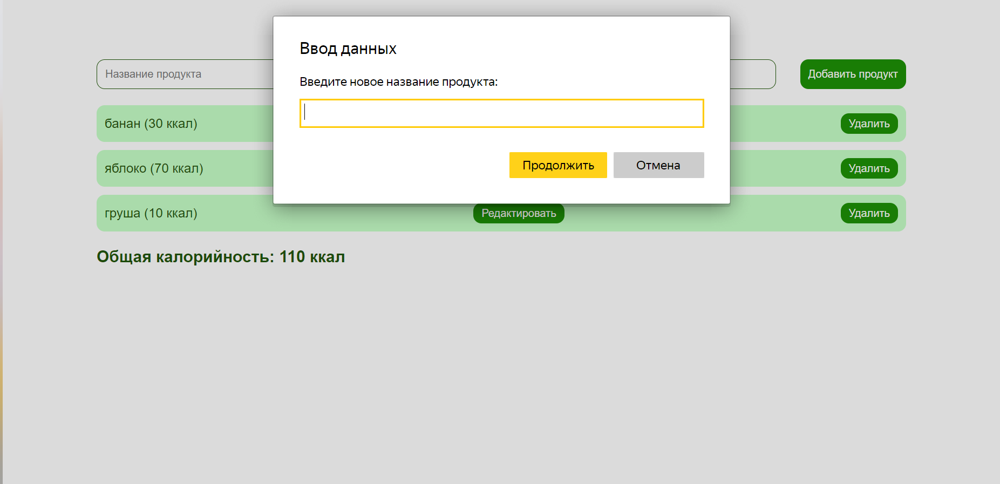 Ввод данных
Введите новое название продукта:
Продолжить Отмена
Название продукта Добавить продукт
банан (30 ккал) Удалить
яблоко (70 ккал) Удалить
груша (10 ккал) Редактировать Удалить
Общая калорийность: 110 ккал